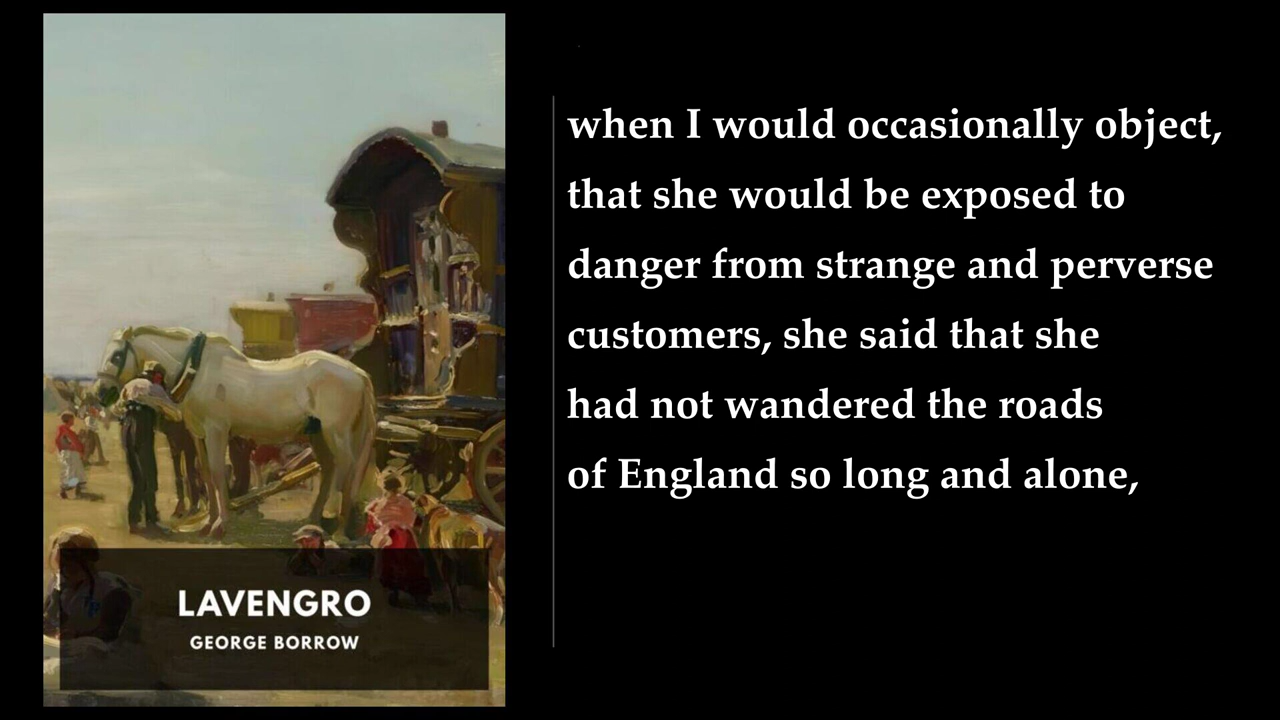 when I would occasionally object,
that she would be exposed to
danger from strange and perverse
customers, she said that she
had not wandered the roads
of England so long and alone,
LAVENGRO
GEORGE BORROW